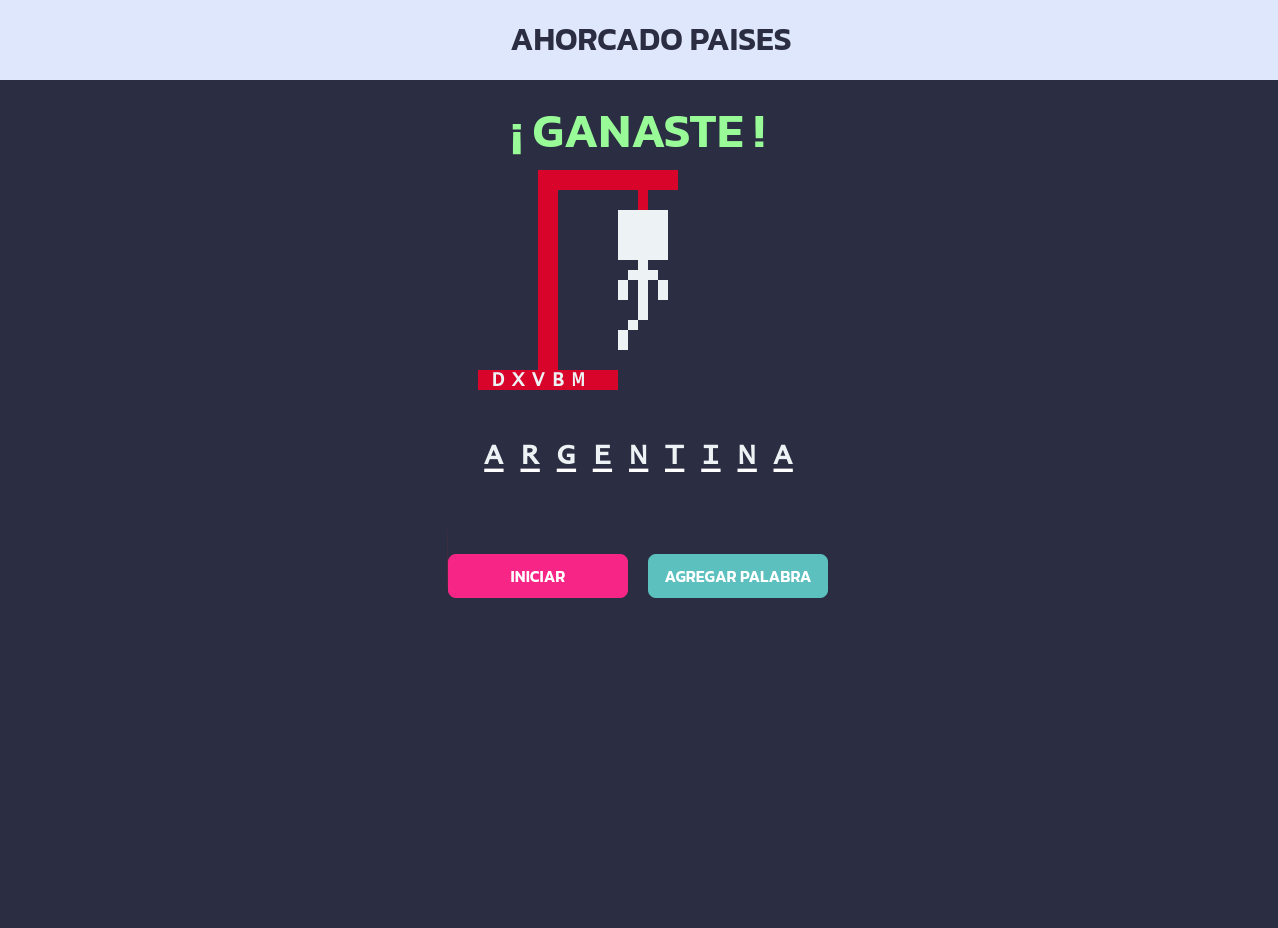 AHORCADO PAISES
¡GANASTE!
D X V B M
A R G E N T I N A
INICIAR
AGREGAR PALABRA